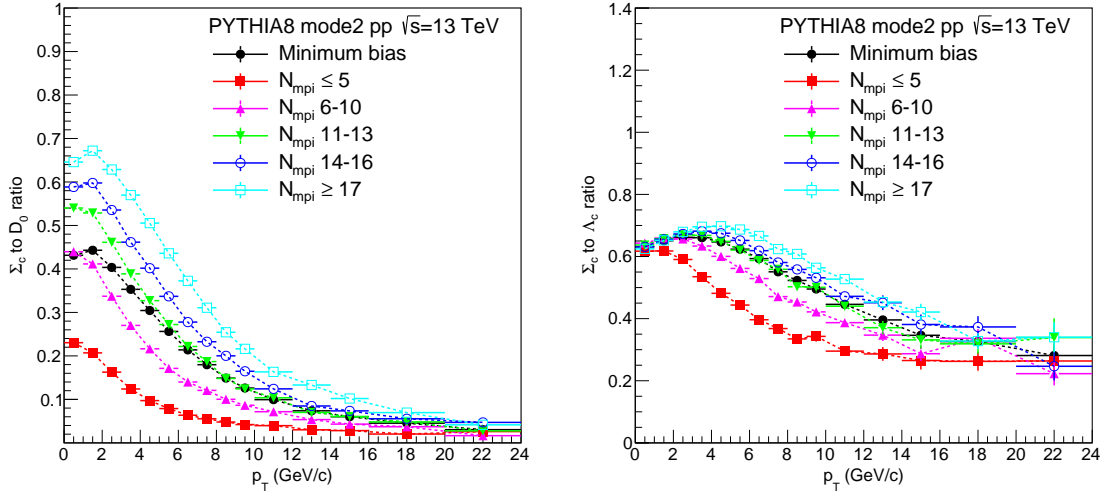 PYTHIA8 mode2 pp √s=13 TeV
Minimum bias
N_mpi ≤ 5
N_mpi 6-10
N_mpi 11-13
N_mpi 14-16
N_mpi ≥ 17
Σ_c to D_0 ratio
1
0.9
0.8
0.7
0.6
0.5
0.4
0.3
0.2
0.1
0 2 4 6 8 10 12 14 16 18 20 22 24
p_T (GeV/c)
PYTHIA8 mode2 pp √s=13 TeV
Minimum bias
N_mpi ≤ 5
N_mpi 6-10
N_mpi 11-13
N_mpi 14-16
N_mpi ≥ 17
Σ_c to Λ_c ratio
1.4
1.2
1
0.8
0.6
0.4
0.2
0
0 2 4 6 8 10 12 14 16 18 20 22 24
p_T (GeV/c)